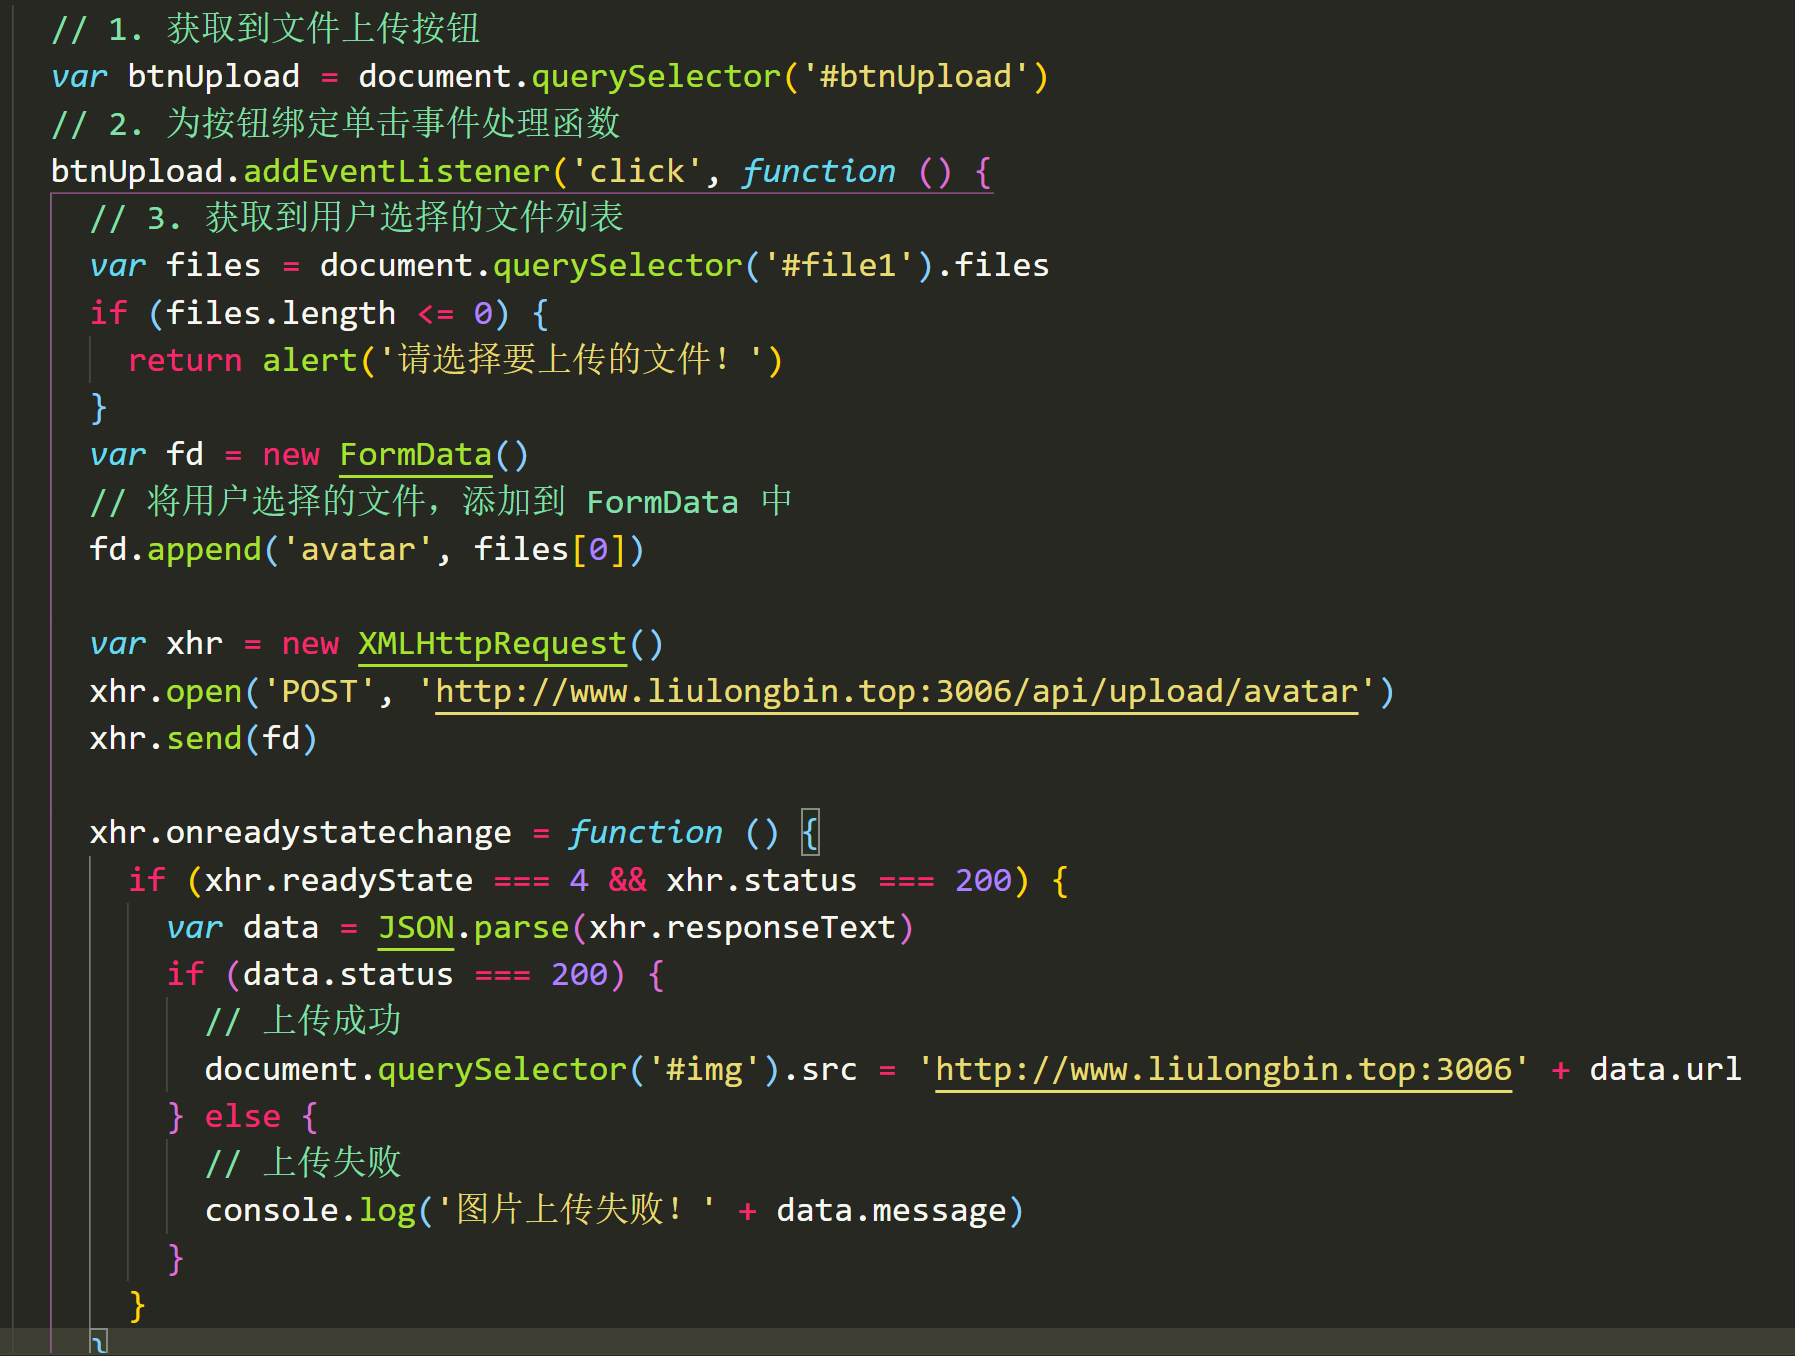 // 1. 获取到文件上传按钮
var btnUpload = document.querySelector('#btnUpload')
// 2. 为按钮绑定单击事件处理函数
btnUpload.addEventListener('click', function () {
  // 3. 获取到用户选择的文件列表
  var files = document.querySelector('#file1').files
  if (files.length <= 0) {
    return alert('请选择要上传的文件！')
  }
  var fd = new FormData()
  // 将用户选择的文件，添加到 FormData 中
  fd.append('avatar', files[0])
  var xhr = new XMLHttpRequest()
  xhr.open('POST', 'http://www.liulongbin.top:3006/api/upload/avatar')
  xhr.send(fd)
  xhr.onreadystatechange = function () {
    if (xhr.readyState === 4 && xhr.status === 200) {
      var data = JSON.parse(xhr.responseText)
      if (data.status === 200) {
        // 上传成功
        document.querySelector('#img').src = 'http://www.liulongbin.top:3006' + data.url
      } else {
        // 上传失败
        console.log('图片上传失败！' + data.message)
      }
    }
  }